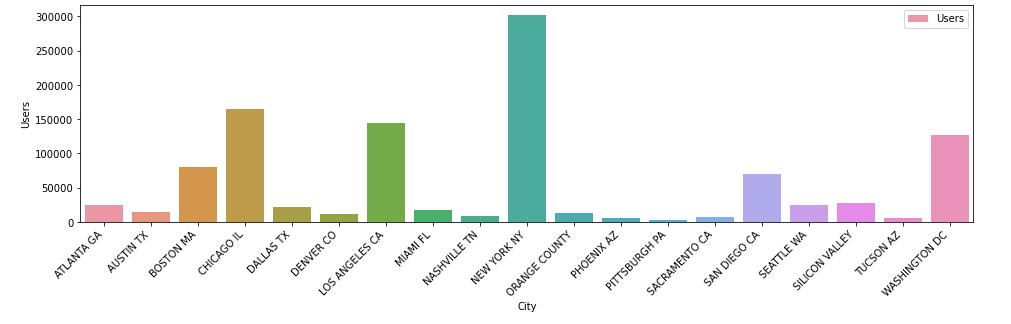 300000
250000
200000
150000
100000
50000
0
Users
Users
ATLANTA GA
AUSTIN TX
BOSTON MA
CHICAGO IL
DALLAS TX
DENVER CO
LOS ANGELES CA
MIAMI FL
NASHVILLE TN
NEW YORK NY
ORANGE COUNTY
PHOENIX AZ
PITTSBURGH PA
SACRAMENTO CA
SAN DIEGO CA
SEATTLE WA
SILICON VALLEY
TUCSON AZ
WASHINGTON DC
City